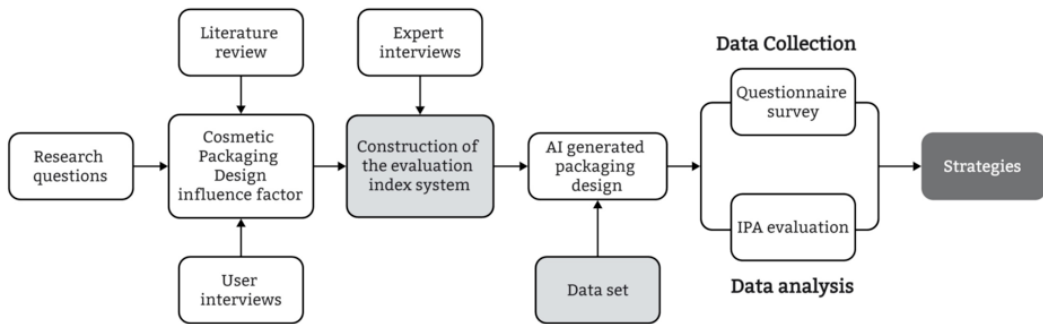 Literature
review
Expert
interviews
Data Collection
Questionnaire
survey
Research
questions
Cosmetic
Packaging
Design
influence factor
Construction of
the evaluation
index system
AI generated
packaging
design
Strategies
IPA evaluation
User
interviews
Data set
Data analysis